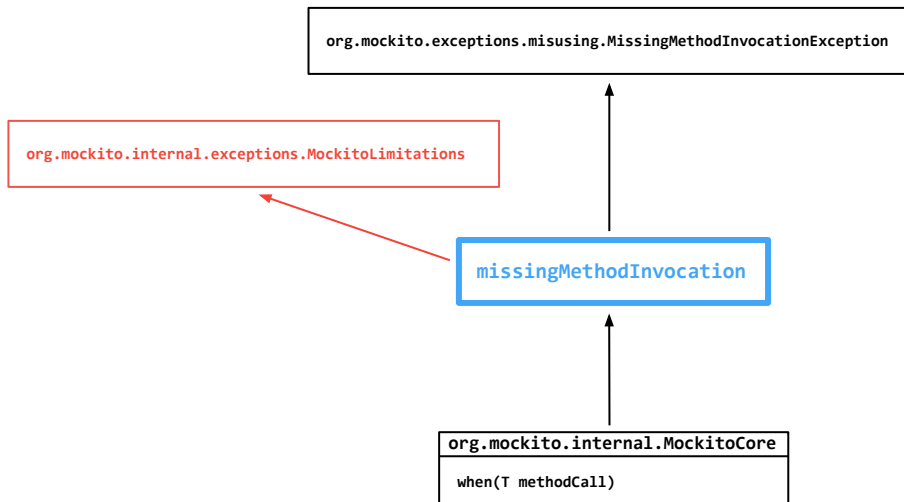 org.mockito.exceptions.misusing.MissingMethodInvocationException
org.mockito.internal.exceptions.MockitoLimitations
missingMethodInvocation
org.mockito.internal.MockitoCore
when(T methodCall)